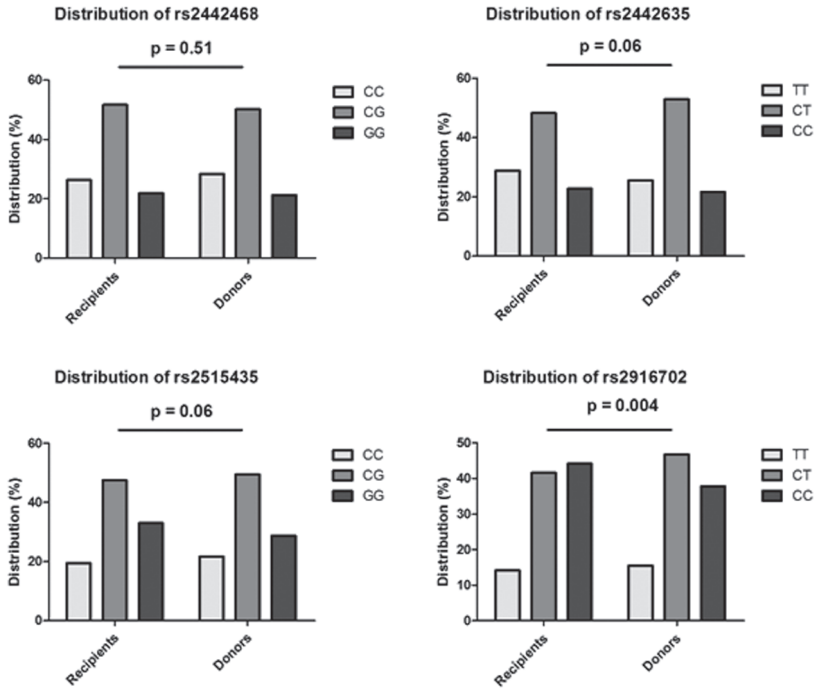 Distribution of rs2442468
p = 0.51
60
40
20
0
Distribution (%)
Recipients
Donors
CC
CG
GG
Distribution of rs2442635
p = 0.06
60
40
20
0
Distribution (%)
Recipients
Donors
TT
CT
CC
Distribution of rs2515435
p = 0.06
60
40
20
0
Distribution (%)
Recipients
Donors
CC
CG
GG
Distribution of rs2916702
p = 0.004
50
40
30
20
10
0
Distribution (%)
Recipients
Donors
TT
CT
CC